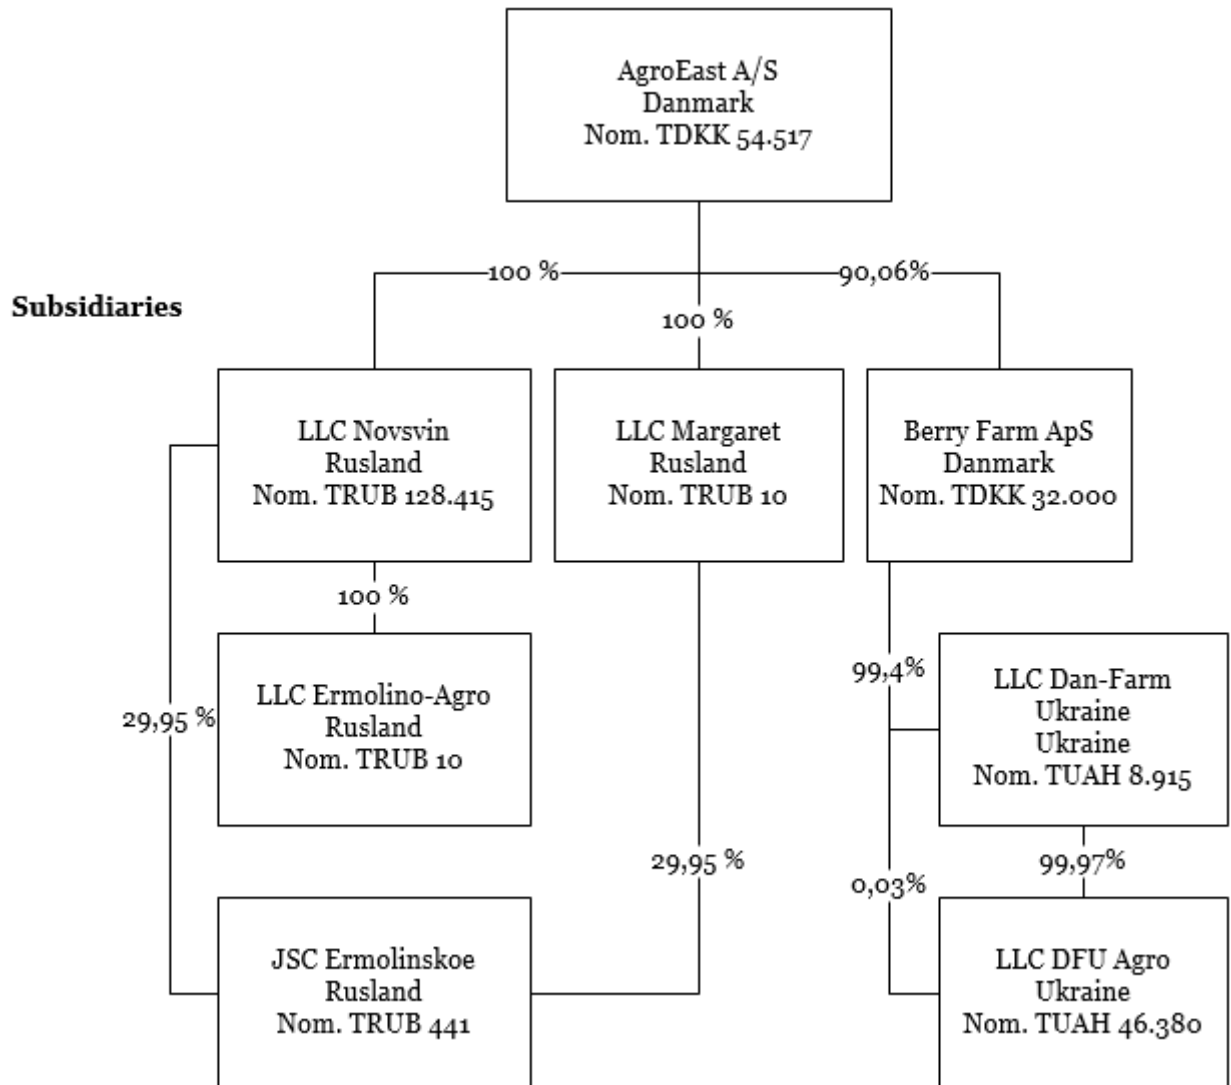 AgroEast A/S
Danmark
Nom. TDKK 54.517
100 %
90,06%
Subsidiaries
100 %
LLC Novsvin
Rusland
Nom. TRUB 128.415
LLC Margaret
Rusland
Nom. TRUB 10
Berry Farm ApS
Danmark
Nom. TDKK 32.000
100 %
29,95 %
LLC Ermolino-Agro
Rusland
Nom. TRUB 10
99,4%
LLC Dan-Farm
Ukraine
Ukraine
Nom. TUAH 8.915
29,95 %
0,03%
99,97%
JSC Ermolinskoe
Rusland
Nom. TRUB 441
LLC DFU Agro
Ukraine
Nom. TUAH 46.380